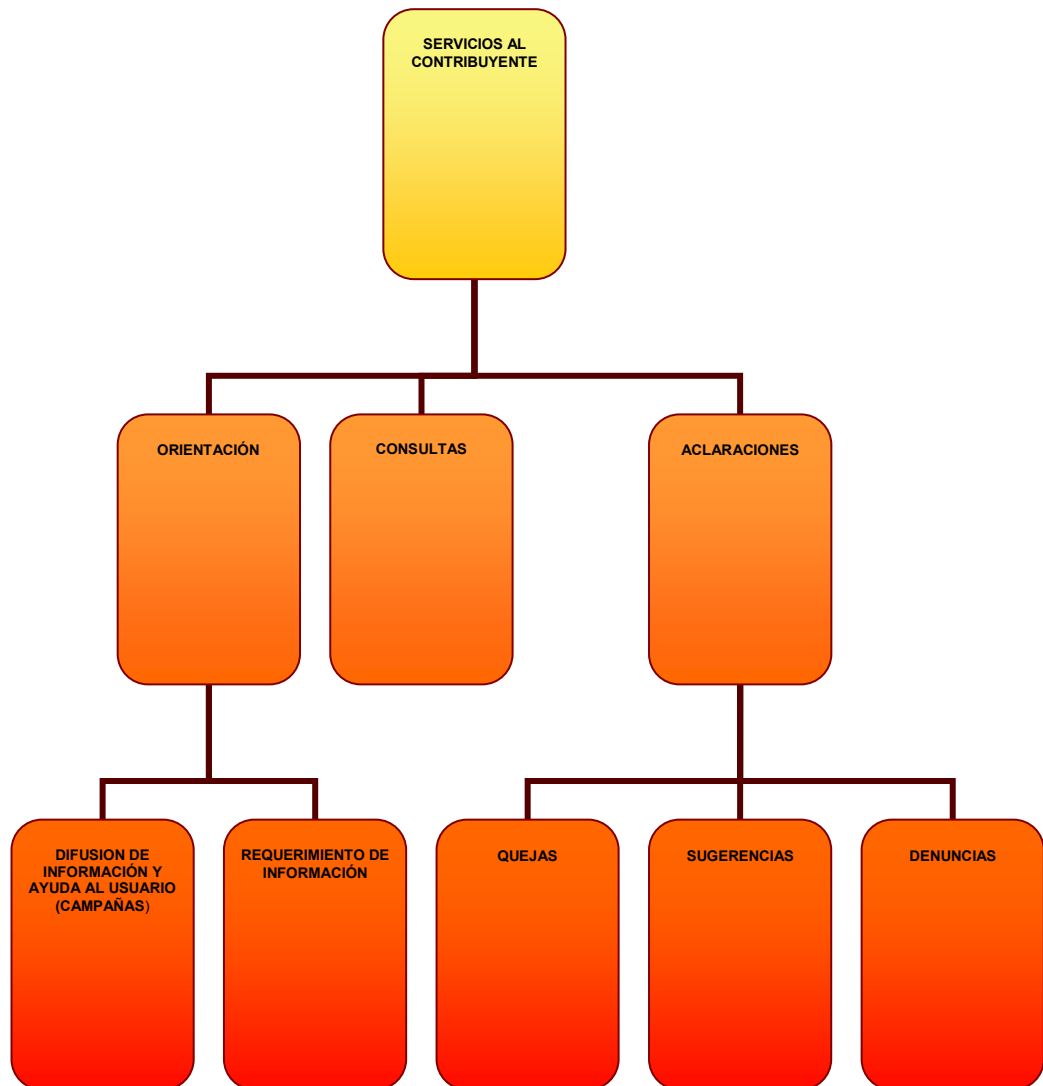 SERVICIOS AL
CONTRIBUYENTE
ORIENTACIÓN
CONSULTAS
ACLARACIONES
DIFUSION DE
INFORMACIÓN Y
AYUDA AL USUARIO
(CAMPAÑAS)
REQUERIMIENTO DE
INFORMACIÓN
QUEJAS
SUGERENCIAS
DENUNCIAS